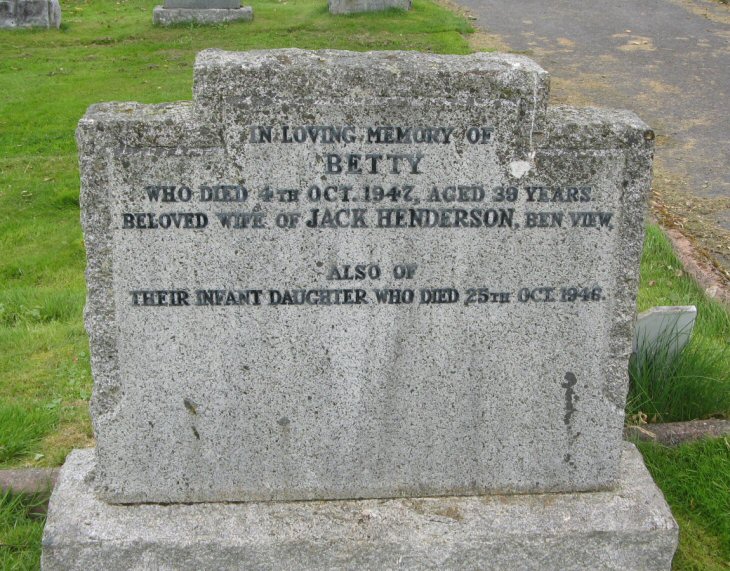 IN LOVING MEMORY OF
BETTY
WHO DIED 4TH OCT. 1947, AGED 39 YEARS.
BELOVED WIFE OF JACK HENDERSON, BEN VIEW,
ALSO OF
THEIR INFANT DAUGHTER WHO DIED 25TH OCT. 1946.